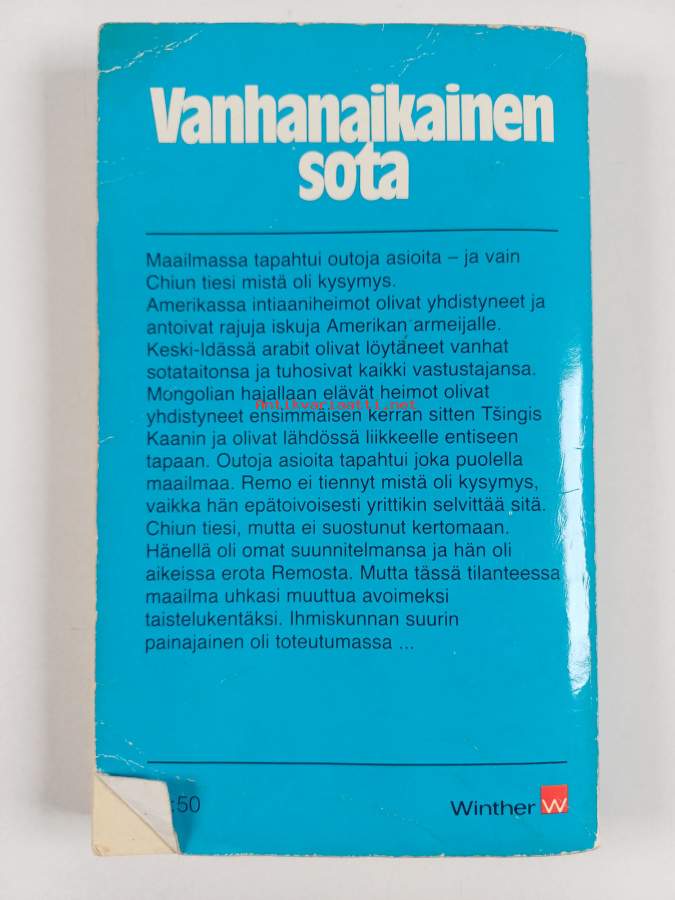 Vanhanaikainen
sota
Maailmassa tapahtui outoja asioita – ja vain
Chiun tiesi mistä oli kysymys.
Amerikassa intiaaniheimot olivat yhdistyneet ja
antoivat rajuja iskuja Amerikan armeijalle.
Keski-Idässä arabit olivat löytäneet vanhat
sotataitonsa ja tuhosivat kaikki vastustajansa.
Mongolian hajallaan elävät heimot olivat
Antikvariaatti.net
yhdistyneet ensimmäisen kerran sitten Tšingis
Kaanin ja olivat lähdössä liikkeelle entiseen
tapaan. Outoja asioita tapahtui joka puolella
maailmaa. Remo ei tiennyt mistä oli kysymys,
vaikka hän epätoivoisesti yrittikin selvittää sitä.
Chiun tiesi, mutta ei suostunut kertomaan.
Hänellä oli omat suunnitelmansa ja hän oli
aikeissa erota Remosta. Mutta tässä tilanteessa
maailma uhkasi muuttua avoimeksi
taistelukentäksi. Ihmiskunnan suurin
painajainen oli toteutumassa ...
:50
Winther W